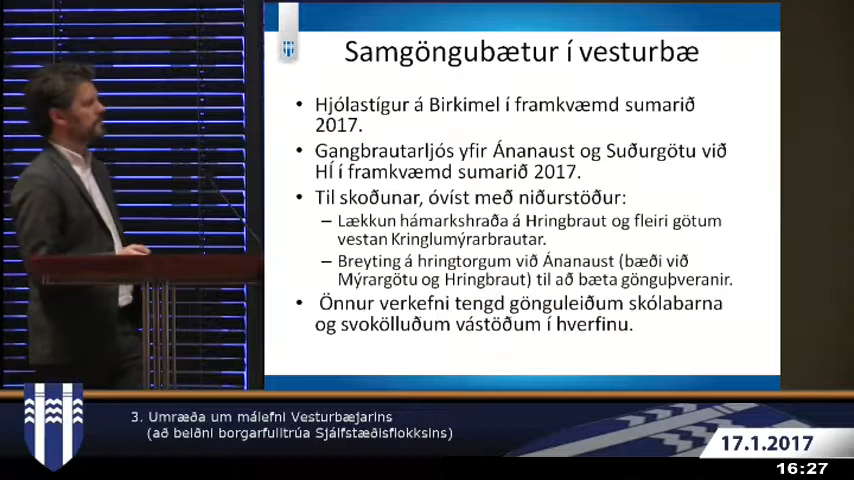 Samgöngubætur í vesturbæ
• Hjólastígur á Birkimel í framkvæmd sumarið
2017.
• Gangbrautarljós yfir Ánanaust og Suðurgötu við
HÍ í framkvæmd sumarið 2017.
• Til skoðunar, óvíst með niðurstöður:
– Lækkun hámarkshraða á Hringbraut og fleiri götum
vestan Kringlumýrarbrautar.
– Breyting á hringtorgum við Ánanaust (bæði við
Mýrargötu og Hringbraut) til að bæta gönguþveranir.
• Önnur verkefni tengd gönguleiðum skólabarna
og svokölluðum vástöðum í hverfinu.
3. Umræða um málefni Vesturbæjarins
(að beiðni borgarfulltrúa Sjálfstæðisflokksins)
17.1.2017
16:27